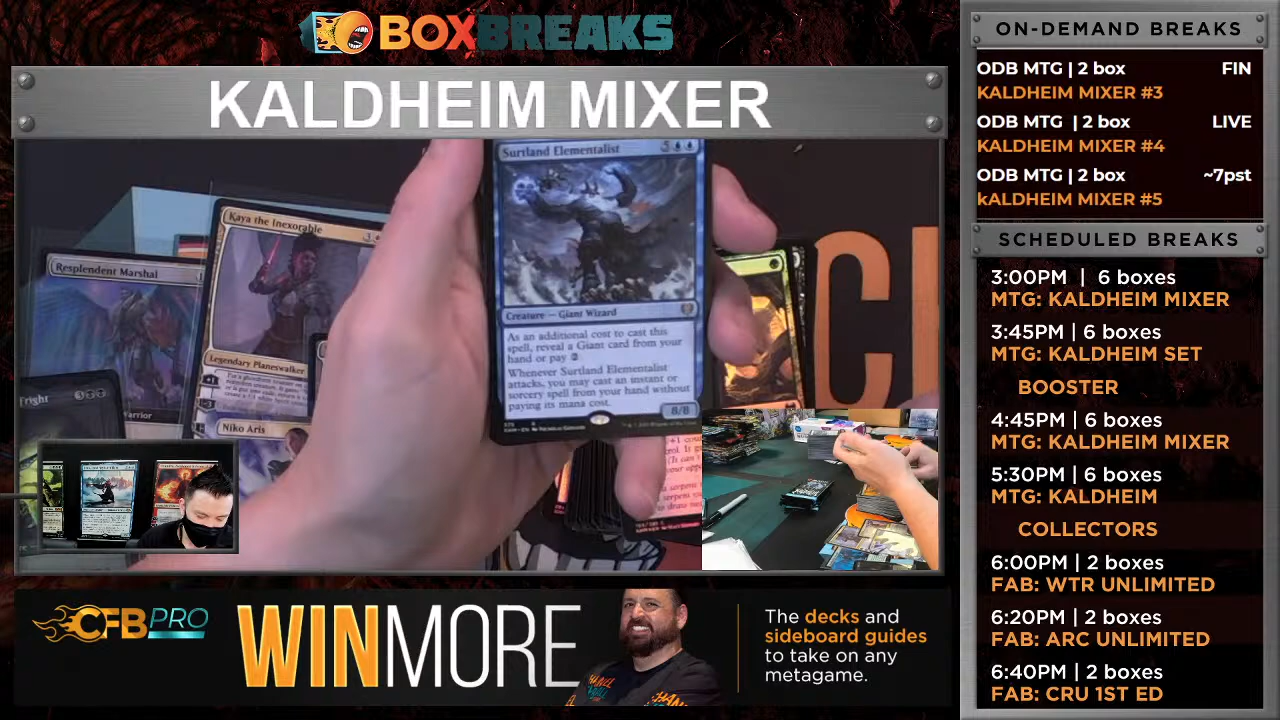 BOXBREAKS
KALDHEIM MIXER
Surtland Elementalist
Creature — Giant Wizard
As an additional cost to cast this
spell, reveal a Giant card from your
hand or pay
Whenever Surtland Elementalist
attacks, you may cast an instant or
sorcery spell from your hand without
paying its mana cost.
8/8
Kaya the Inexorable
Legendary Planeswalker
Resplendent Marshal
Warrior
Fright
Niko Aris
CFB PRO
WINMORE
The decks and
sideboard guides
to take on any
metagame.
ON-DEMAND BREAKS
ODB MTG | 2 box FIN
KALDHEIM MIXER #3
ODB MTG | 2 box LIVE
KALDHEIM MIXER #4
ODB MTG | 2 box ~7pst
kALDHEIM MIXER #5
SCHEDULED BREAKS
3:00PM | 6 boxes
MTG: KALDHEIM MIXER
3:45PM | 6 boxes
MTG: KALDHEIM SET
BOOSTER
4:45PM | 6 boxes
MTG: KALDHEIM MIXER
5:30PM | 6 boxes
MTG: KALDHEIM
COLLECTORS
6:00PM | 2 boxes
FAB: WTR UNLIMITED
6:20PM | 2 boxes
FAB: ARC UNLIMITED
6:40PM | 2 boxes
FAB: CRU 1ST ED